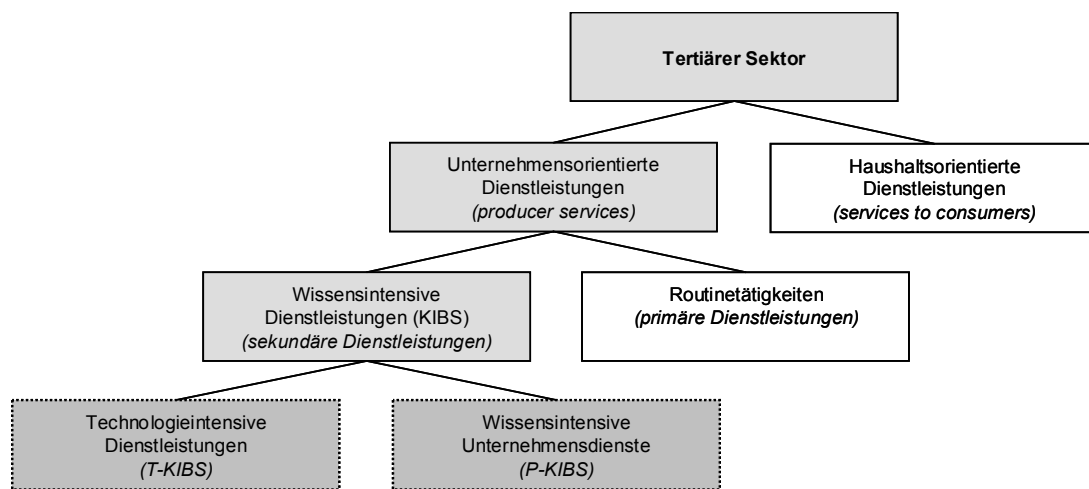 Tertiärer Sektor
Unternehmensorientierte
Dienstleistungen
(producer services)
Haushaltsorientierte
Dienstleistungen
(services to consumers)
Wissensintensive
Dienstleistungen (KIBS)
(sekundäre Dienstleistungen)
Routinetätigkeiten
(primäre Dienstleistungen)
Technologieintensive
Dienstleistungen
(T-KIBS)
Wissensintensive
Unternehmensdienste
(P-KIBS)